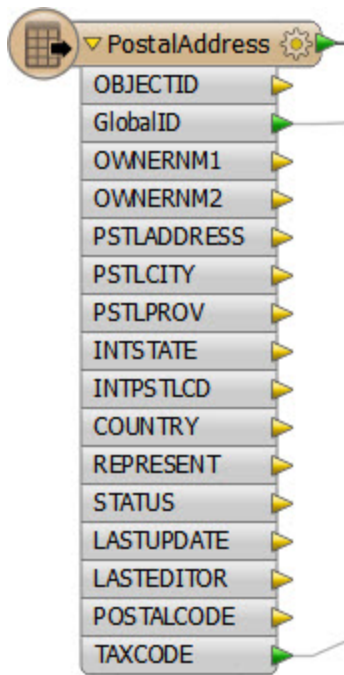 PostalAddress
OBJECTID
GlobalID
OWNERNM1
OWNERNM2
PSTLADDRESS
PSTLCITY
PSTLPROV
INTSTATE
INTPSTLCD
COUNTRY
REPRESENT
STATUS
LASTUPDATE
LASTEDITOR
POSTALCODE
TAXCODE